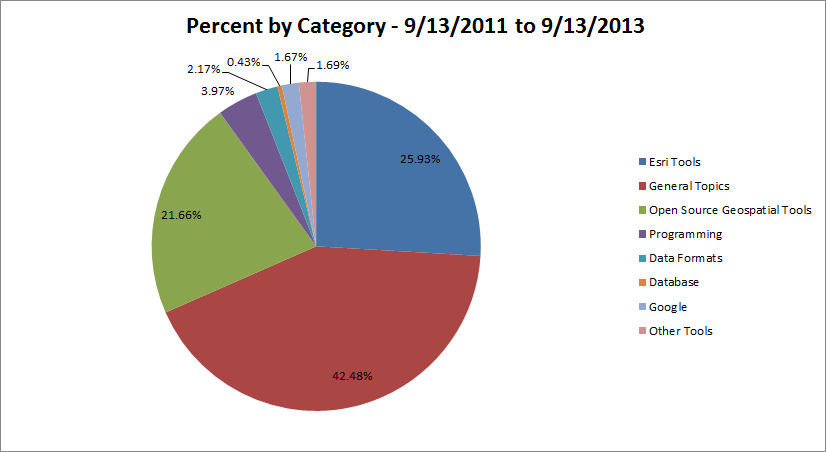 Percent by Category - 9/13/2011 to 9/13/2013
0.43%
1.67%
1.69%
2.17%
3.97%
25.93%
21.66%
42.48%
Esri Tools
General Topics
Open Source Geospatial Tools
Programming
Data Formats
Database
Google
Other Tools